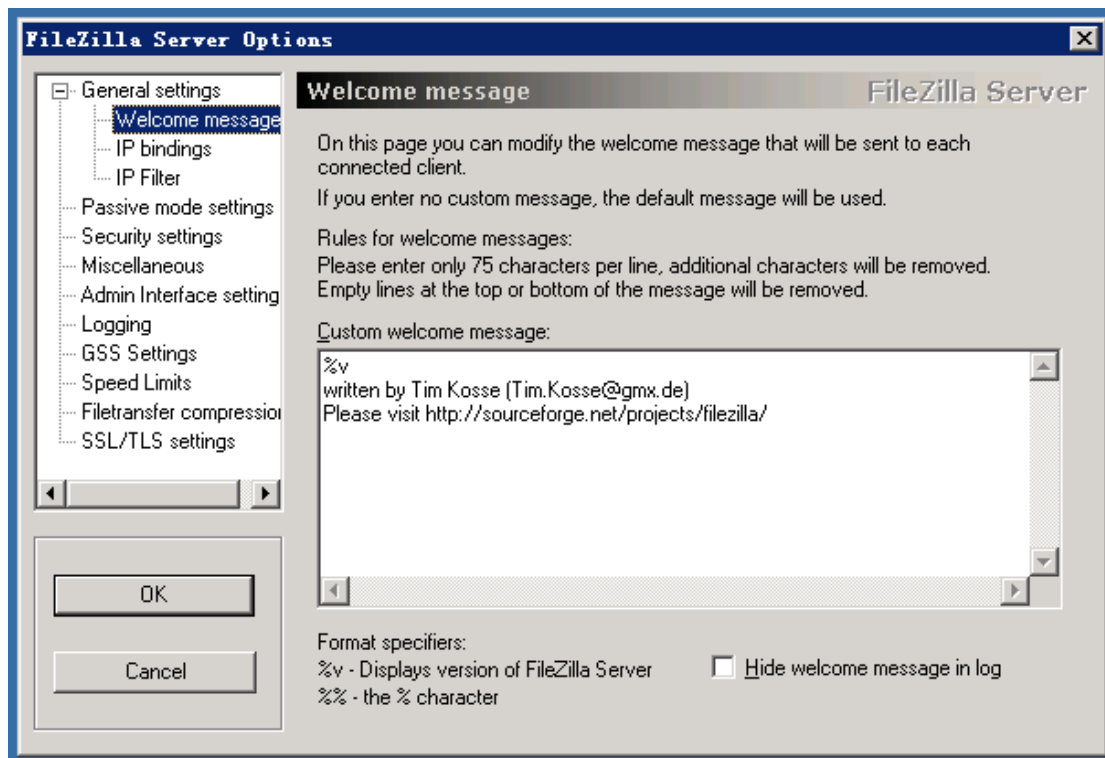 FileZilla Server Options
General settings
Welcome message
IP bindings
IP Filter
Passive mode settings
Security settings
Miscellaneous
Admin Interface setting
Logging
GSS Settings
Speed Limits
Filetransfer compression
SSL/TLS settings
OK
Cancel
Welcome message
FileZilla Server
On this page you can modify the welcome message that will be sent to each
connected client.
If you enter no custom message, the default message will be used.
Rules for welcome messages:
Please enter only 75 characters per line, additional characters will be removed.
Empty lines at the top or bottom of the message will be removed.
Custom welcome message:
%v
written by Tim Kosse (Tim.Kosse@gmx.de)
Please visit http://sourceforge.net/projects/filezilla/
Format specifiers:
%v - Displays version of FileZilla Server
%% - the % character
Hide welcome message in log